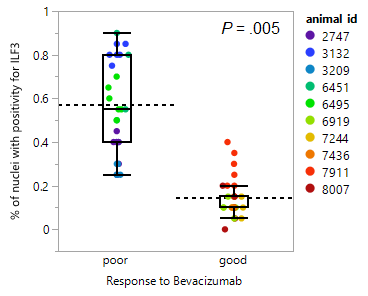 % of nuclei with positivity for ILF3
1
0.8
0.6
0.4
0.2
0
P = .005
poor
good
Response to Bevacizumab
animal id
2747
3132
3209
6451
6495
6919
7244
7436
7911
8007